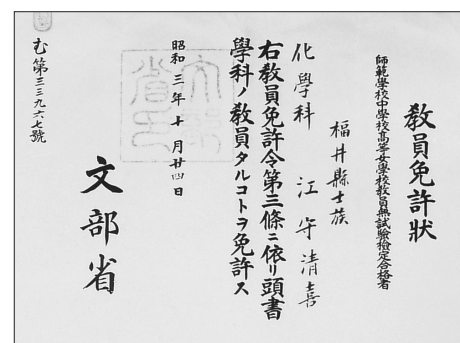 教員免許狀
師範學校中學校高等女學校教員無試驗檢定合格者
福井縣士族
化學科 江守清喜
右教員免許令第三條ニ依リ頭書
學科ノ教員タルコトヲ免許ス
昭和三年十月廿四日
文部省
む第三三九六七號